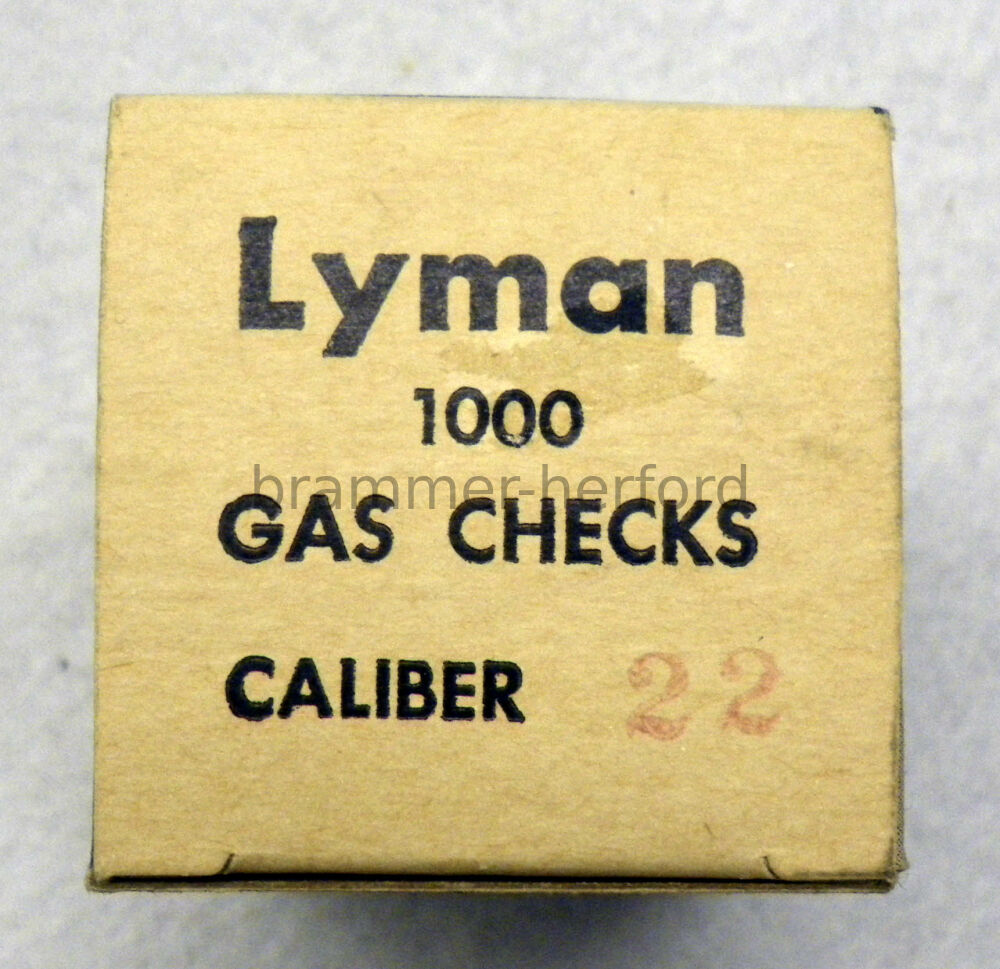 Lyman
1000
brammer-herford
GAS CHECKS
CALIBER 22